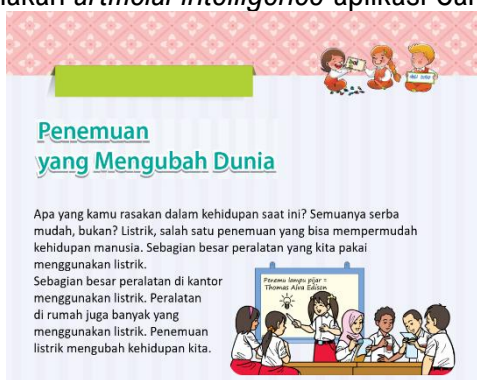 artificial intelligence aplikasi
Penemuan
yang Mengubah Dunia
Apa yang kamu rasakan dalam kehidupan saat ini? Semuanya serba
mudah, bukan? Listrik, salah satu penemuan yang bisa mempermudah
kehidupan manusia. Sebagian besar peralatan yang kita pakai
menggunakan listrik.
Sebagian besar peralatan di kantor
menggunakan listrik. Peralatan
di rumah juga banyak yang
menggunakan listrik. Penemuan
listrik mengubah kehidupan kita.
Penemu lampu pijar =
Thomas Alva Edison